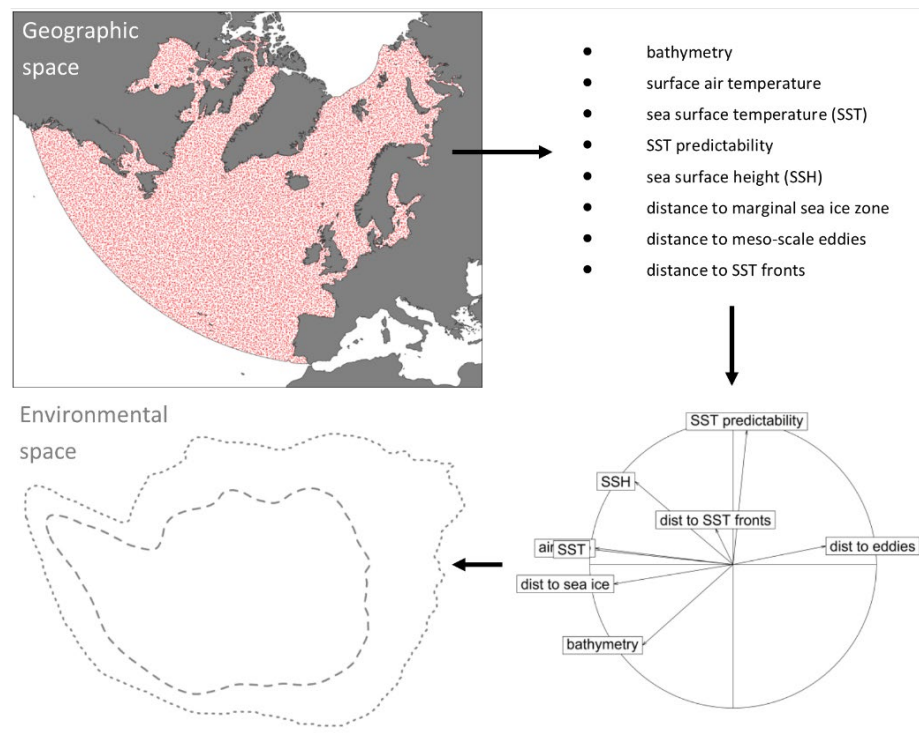 Geographic
space
bathymetry
surface air temperature
sea surface temperature (SST)
SST predictability
sea surface height (SSH)
distance to marginal sea ice zone
distance to meso-scale eddies
distance to SST fronts
Environmental
space
SST predictability
SSH
dist to SST fronts
SST
dist to eddies
dist to sea ice
bathymetry